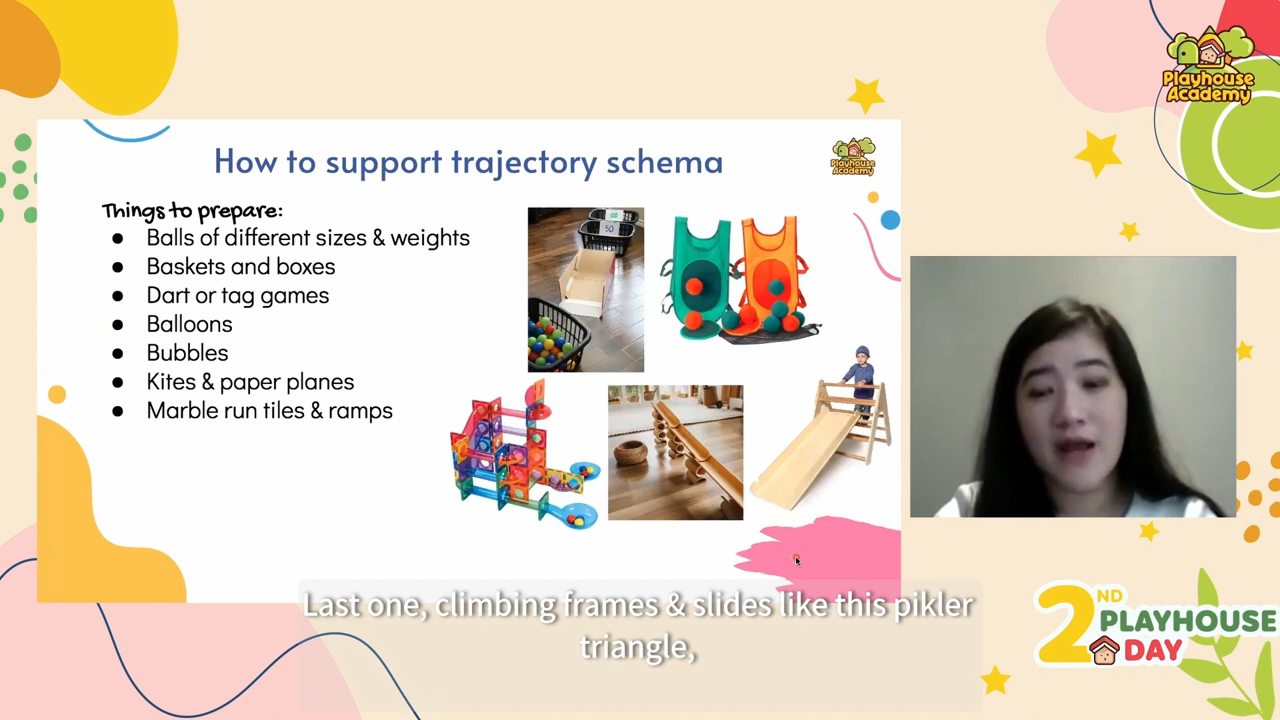 Playhouse
Academy
How to support trajectory schema
Playhouse
Academy
Things to prepare:
● Balls of different sizes & weights
● Baskets and boxes
● Dart or tag games
● Balloons
● Bubbles
● Kites & paper planes
● Marble run tiles & ramps
50
Last one, climbing frames & slides like this pikler
triangle,
2ND
PLAYHOUSE
DAY